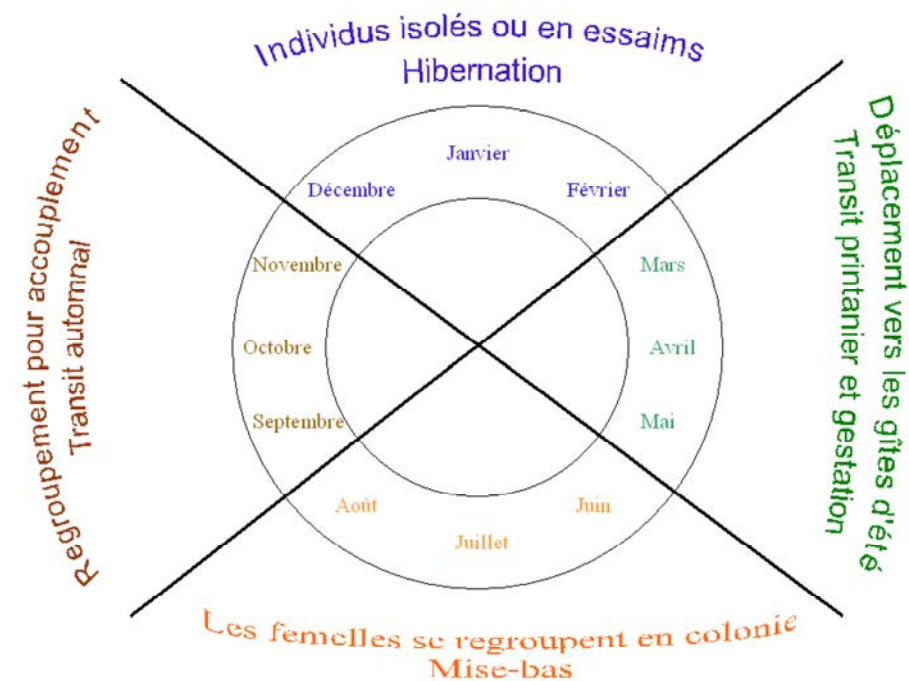 Individus isolés ou en essaims
Hibernation
Janvier
Février
Mars
Avril
Mai
Juin
Juillet
Août
Septembre
Octobre
Novembre
Décembre
Déplacement vers les gîtes d'été
Transit printanier et gestation
Les femelles se regroupent en colonie
Mise-bas
Regroupement pour accouplement
Transit automnal